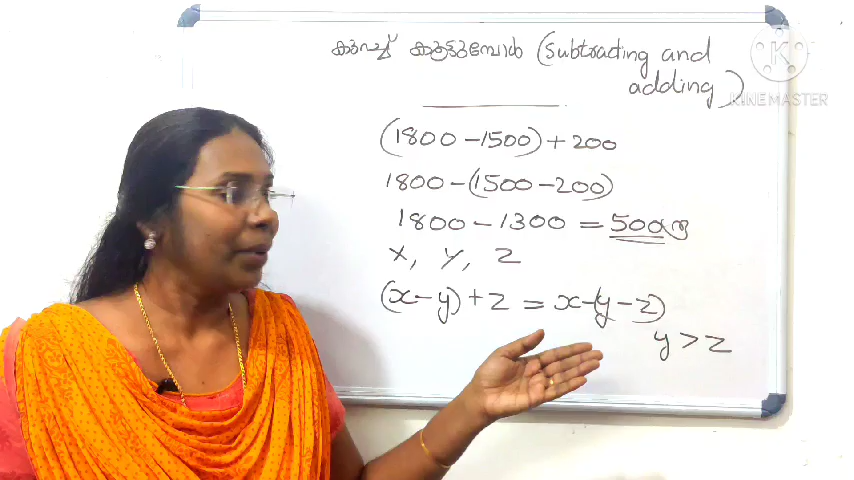 കുറച്ച് കൂട്ടുമ്പോൾ (Subtracting and
adding)
KINEMASTER
(1800 - 1500) + 200
1800 - (1500 - 200)
1800 - 1300 = 500
x, y, z
(x - y) + z = x - (y - z)
y > z